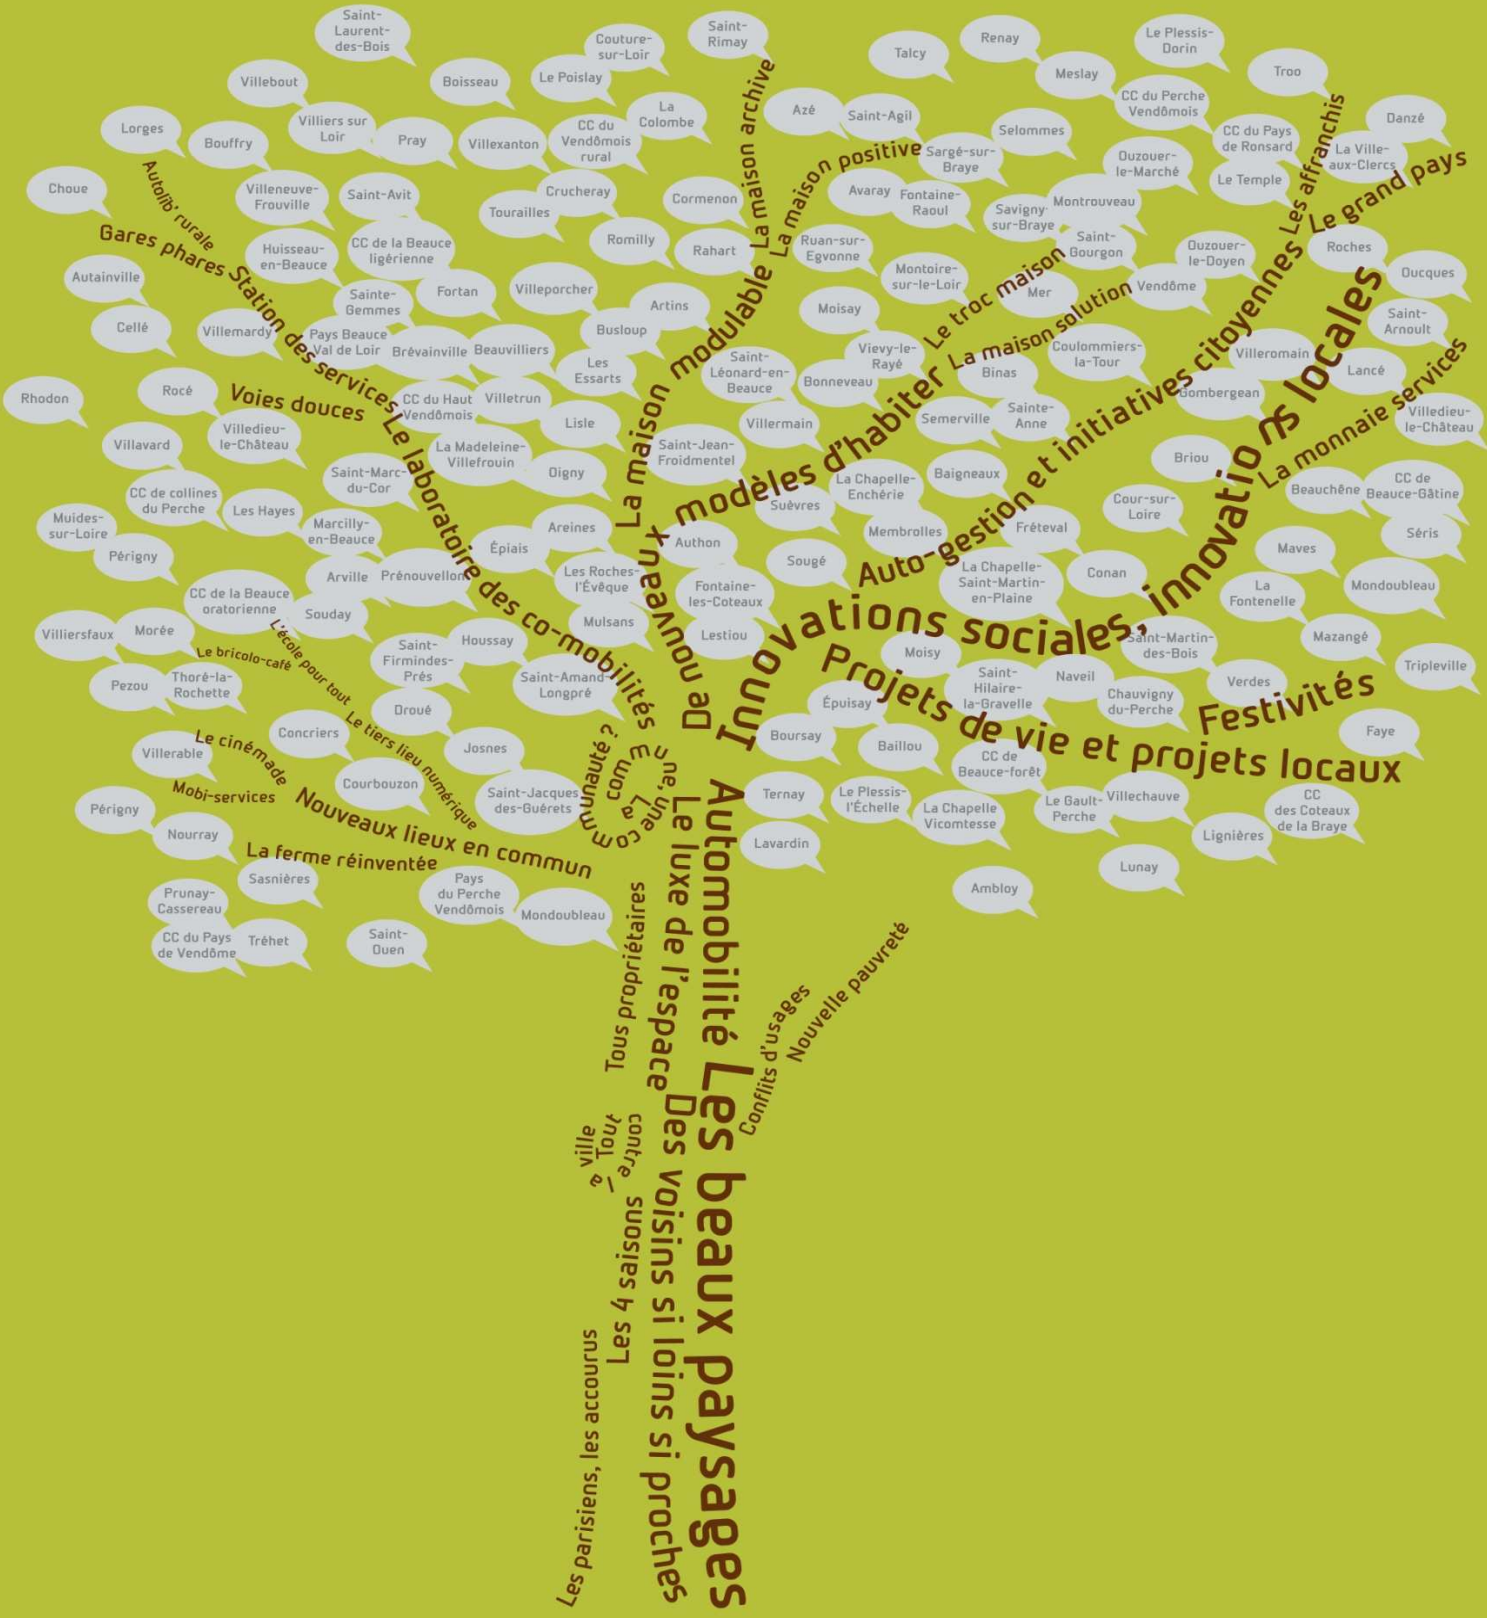 Saint-
Laurent-
des-Bois
Couture-
sur-Loir
Saint-
Rimay
Talcy
Renay
Le Plessis-
Dorin
Villebout
Boisseau
Le Poislay
Meslay
Troo
Lorges
Bouffry
Villiers sur
Loir
Pray
Villexanton
CC du
Vendômois
rural
La
Colombe
La maison archive
Azé
Saint-Agil
Selommes
CC du Perche
Vendômois
CC du Pays
de Ronsard
Les affranchis
Danzé
La Ville-
aux-Clercs
Choue
Autolib' rurale
Villeneuve-
Frouville
Saint-Avit
Tourailles
Crucheray
Cormenon
La maison positive
Sargé-sur-
Braye
Avaray
Fontaine-
Raoul
Savigny-
sur-Braye
Montrouveau
Ouzouer-
le-Marché
Le Temple
Le grand pays
Gares phares
Huisseau-
en-Beauce
CC de la Beauce
ligérienne
Romilly
Rahart
Ruan-sur-
Egvonne
Saint-
Gourgon
Ouzouer-
le-Doyen
Roches
Autainville
Station des services
Sainte-
Gemmes
Fortan
Villeporcher
Artins
Montoire-
sur-le-Loir
Moisay
Le troc maison
Mer
Vendôme
Oucques
Cellé
Villemardy
Pays Beauce
Val de Loir
Brévainville
Beauvilliers
Busloup
Les
Essarts
La maison modulable
Saint-
Léonard-en-
Beauce
Bonneveau
Vievy-le-
Rayé
La maison solution
Binas
Coulommiers-
la-Tour
Villeromain
Lancé
Saint-
Arnoult
Rhodon
Rocé
Voies douces
CC du Haut
Vendômois
Villetrun
Lisle
Villermain
Semerville
Sainte-
Anne
Gombergean
La monnaie services
Villedieu-
le-Château
Villavard
Villedieu-
le-Château
Le laboratoire des co-mobilités
La Madeleine-
Villefrouin
Oigny
Saint-Jean-
Froidmentel
De nouveaux modèles d'habiter
La Chapelle-
Enchérie
Baigneaux
Auto-gestion et initiatives citoyennes
Briou
Beauchêne
CC de
Beauce-Gâtine
CC de collines
du Perche
Saint-Marc-
du-Cor
Les Hayes
Marcilly-
en-Beauce
Muides-
sur-Loire
Périgny
Épiais
Areines
Authon
Suèvres
Membrolles
Fréteval
Cour-sur-
Loire
Maves
Séris
CC de la Beauce
oratorienne
Arville
Prénouvellon
Souday
Les Roches-
l'Évêque
Fontaine-
les-Coteaux
Sougé
La Chapelle-
Saint-Martin-
en-Plaine
Conan
La
Fontenelle
Mondoubleau
Villiersfaux
Morée
Le bricolo-café
L'école pour tout
Saint-
Firmindes-
Prés
Houssay
Mulsans
Lestiou
Innovations sociales, innovations locales
Moisy
Saint-Martin-
des-Bois
Mazangé
Tripleville
Pezou
Thoré-la-
Rochette
Droué
Saint-Amand-
Longpré
Épuisay
Saint-
Hilaire-
la-Gravelle
Naveil
Chauvigny
du-Perche
Verdes
Festivités
Faye
Villerable
Le cinémade
Concriers
Le tiers lieu numérique
Josnes
Boursay
Baillou
CC de
Beauce-forêt
Projets de vie et projets locaux
Mobi-services
Courbouzon
Saint-Jacques
des-Guérets
La comEune, une communauté ?
Périgny
Nourray
Nouveaux lieux en commun
La ferme réinventée
Ternay
Lavardin
Le Plessis-
l'Échelle
La Chapelle
Vicomtesse
Le Gault-
Perche
Villechauve
Lignières
CC
des Coteaux
de la Braye
Prunay-
Cassereau
Sasnières
Pays
du Perche
Vendômois
Mondoubleau
Ambloy
Lunay
CC du Pays
de Vendôme
Tréhet
Saint-
Ouen
Tous propriétaires
Le luxe de l'espace
Automobilité
Conflits d'usages
Nouvelle pauvreté
Tout contre la ville
Les 4 saisons
Des voisins si loins si proches
Les beaux paysages
Les parisiens, les accourus